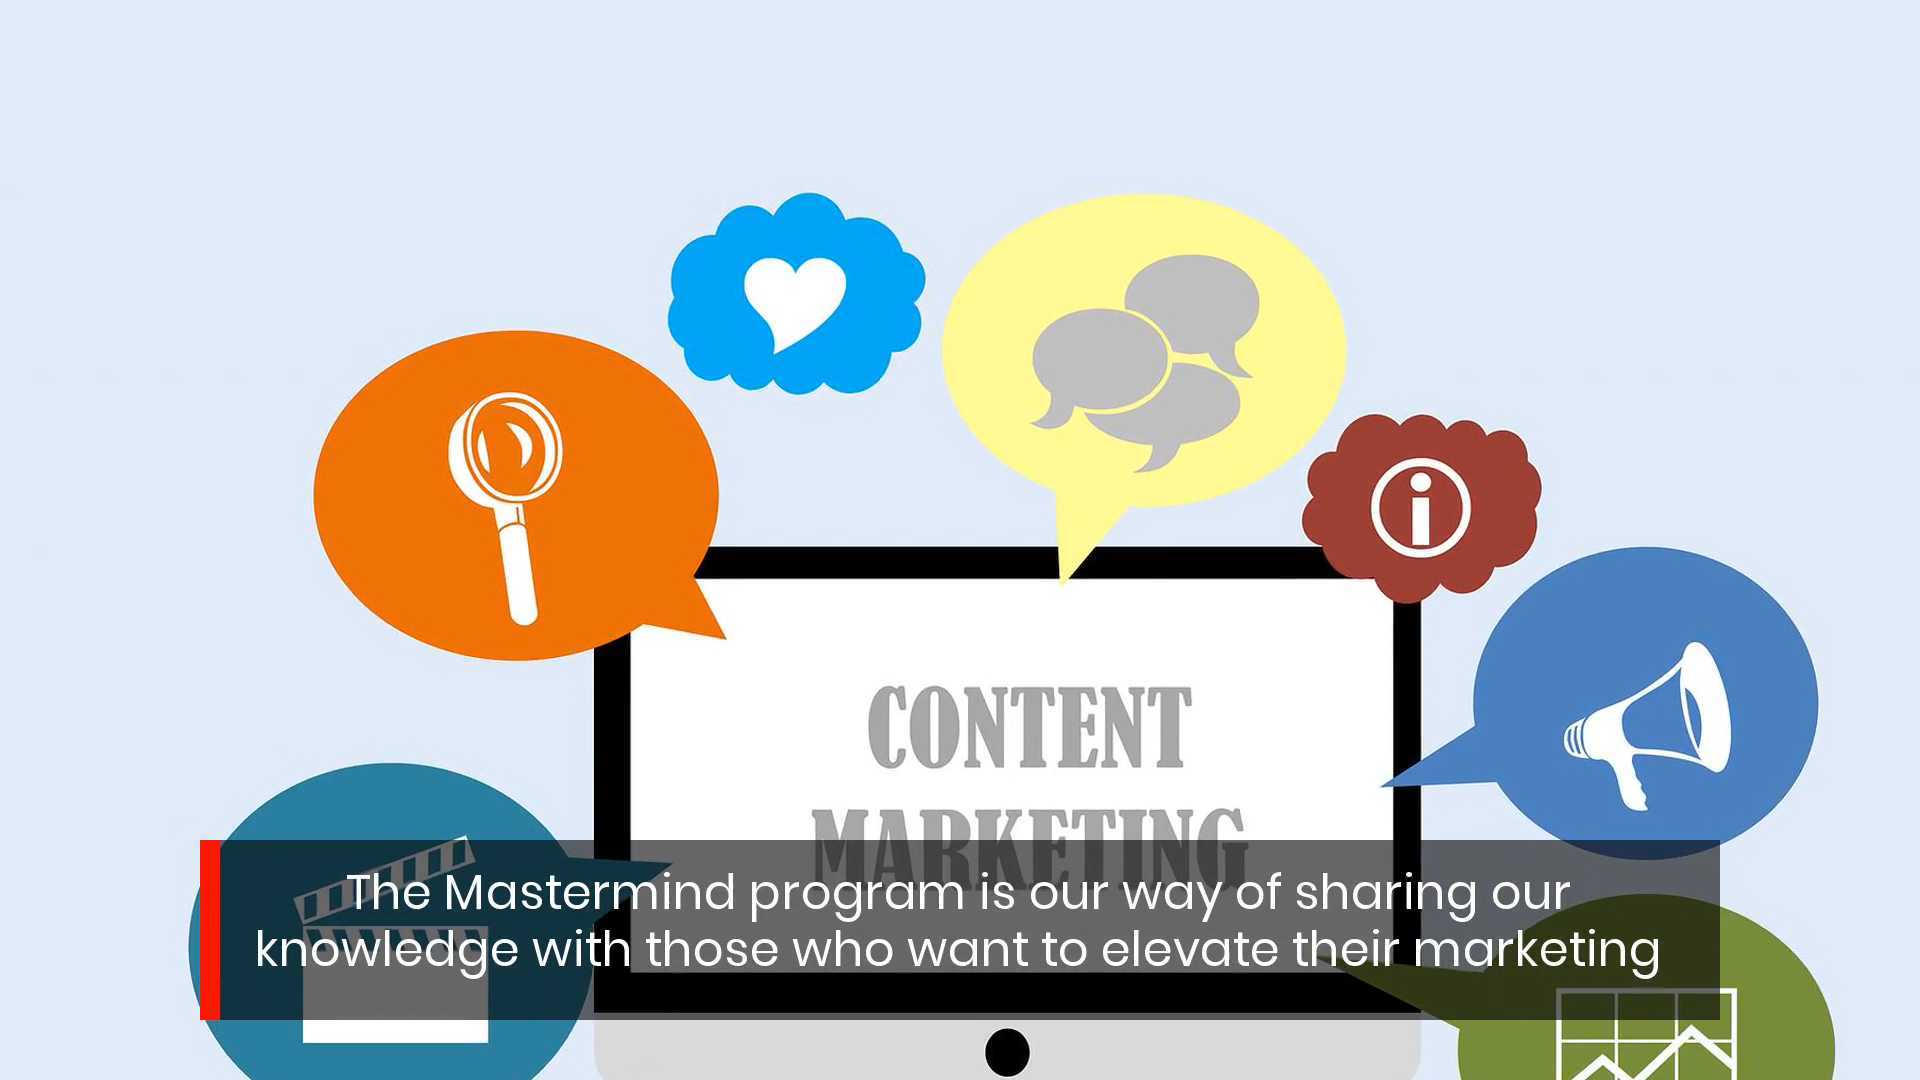 CONTENT
MARKETING
The Mastermind program is our way of sharing our
knowledge with those who want to elevate their marketing